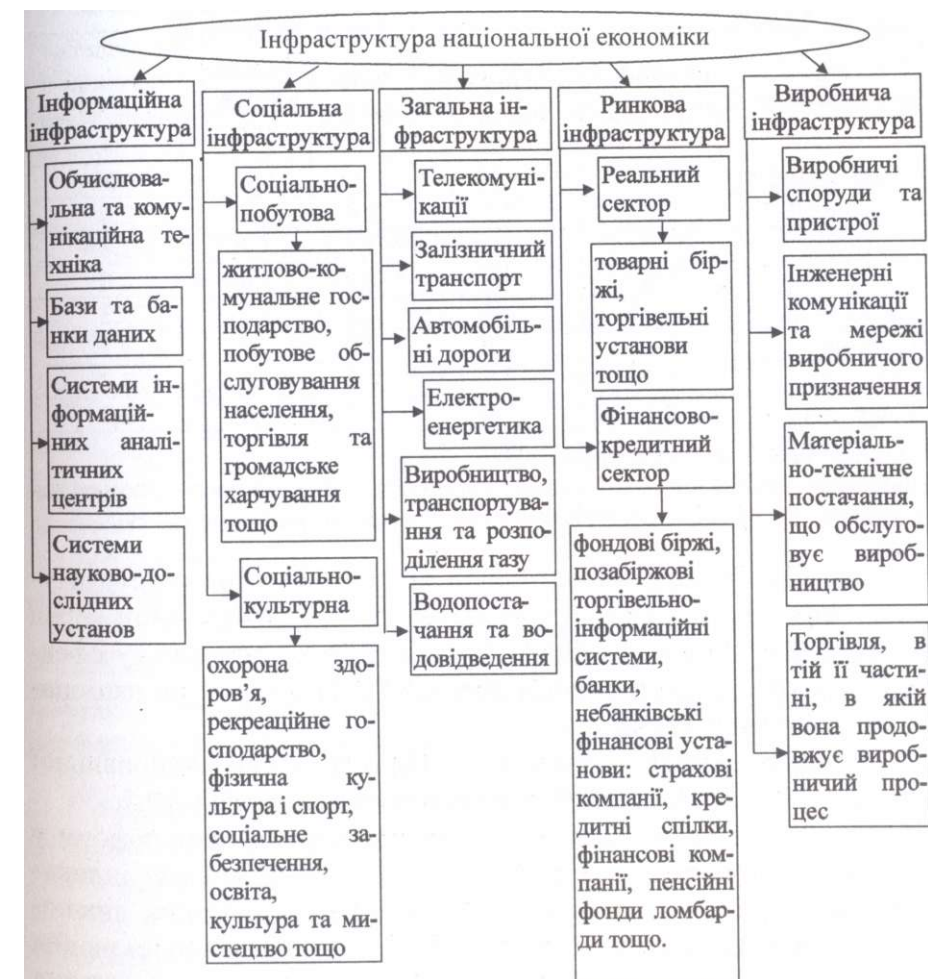 Інфраструктура національної економіки
Інформаційна
інфраструктура
Обчислюва-
льна та кому-
нікаційна те-
хніка
Бази та ба-
нки даних
Системи ін-
формацій-
них аналі-
тичних
центрів
Системи
науково-до-
слідних
установ
Соціальна
інфраструктура
Соціально-
побутова
житлово-ко-
мунальне гос-
подарство,
побутове об-
слуговування
населення,
торгівля та
громадське
харчування
тощо
Соціально-
культурна
охорона здо-
ров’я,
рекреаційне го-
сподарство,
фізична ку-
льтура і спорт,
соціальне за-
безпечення,
освіта,
культура та ми-
стецтво тощо
Загальна ін-
фраструктура
Телекомуні-
кації
Залізничний
транспорт
Автомобіль-
ні дороги
Електро-
енергетика
Виробництво,
транспортува-
ння та розпо-
ділення газу
Водопоста-
чання та во-
довідведення
Ринкова
інфраструктура
Реальний
сектор
товарні бір-
жі,
торгівельні
установи
тощо
Фінансово-
кредитний
сектор
фондові біржі,
позабіржові
торгівельно-
інформаційні
системи,
банки,
небанківські
фінансові уста-
нови: страхові
компанії, кре-
дитні спілки,
фінансові ком-
панії, пенсійні
фонди ломбар-
ди тощо.
Виробнича
інфраструктура
Виробничі
споруди та
пристрої
Інженерні
комунікації
та мережі
виробничого
призначення
Матеріаль-
но-технічне
постачання,
що обслуго-
вує вироб-
ництво
Торгівля, в
тій її части-
ні, в якій
вона продо-
вжує вироб-
ничий про-
цес